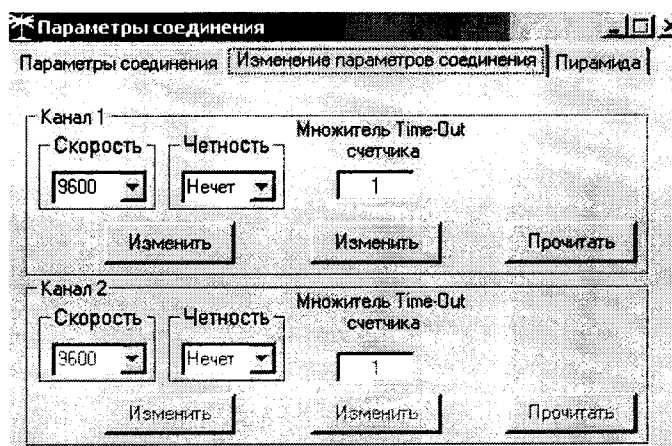 Параметры соединения
Параметры соединения Изменение параметров соединения Пирамида
Канал 1
Скорость Четность Множитель Time-Out счетчика
9600 Нечет 1
Изменить Изменить Прочитать
Канал 2
Скорость Четность Множитель Time-Out счетчика
9600 Нечет 1
Изменить Изменить Прочитать